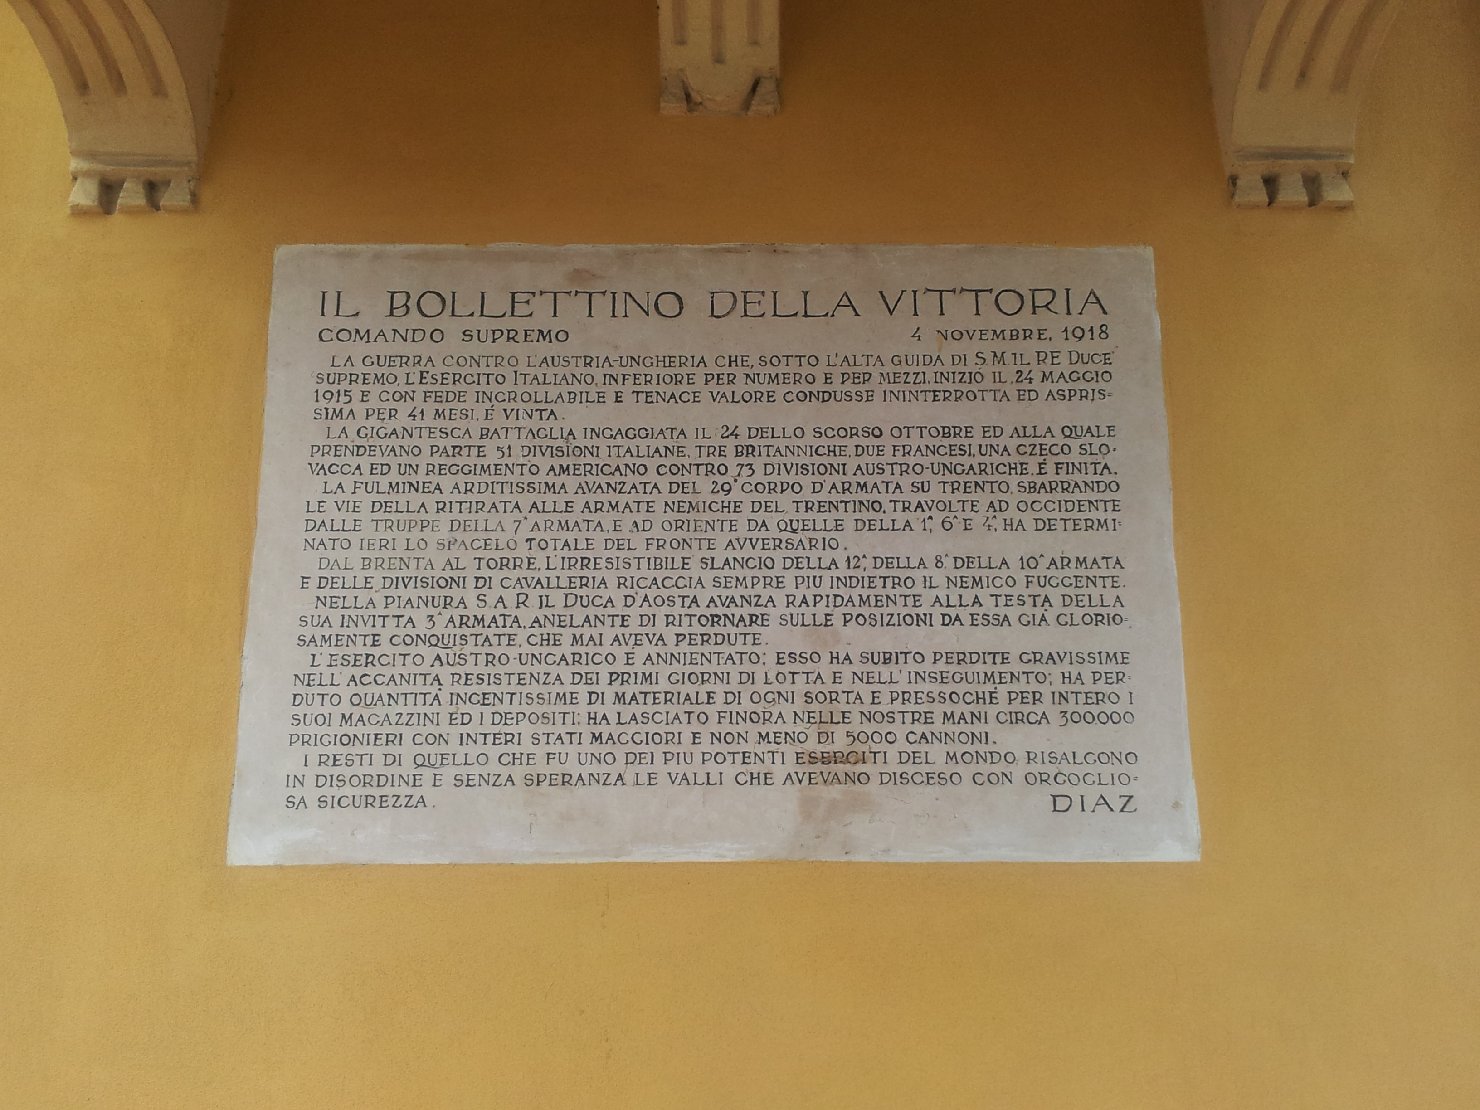 IL BOLLETTINO DELLA VITTORIA
COMANDO SUPREMO 4 NOVEMBRE, 1918
LA GUERRA CONTRO L'AUSTRIA-UNGHERIA CHE, SOTTO L'ALTA GUIDA DI S.M. IL RE DUCE
SUPREMO, L'ESERCITO ITALIANO, INFERIORE PER NUMERO E PEP MEZZI, INIZIÒ IL, 24 MAGGIO
1915 E CON FEDE INCROLLABILE E TENACE VALORE CONDUSSE ININTERROTTA ED ASPRIS=
SIMA PER 41 MESI, É VINTA.
LA GIGANTESCA BATTAGLIA INGAGGIATA IL 24 DELLO SCORSO OTTOBRE ED ALLA QUALE
PRENDEVANO PARTE 51 DIVISIONI ITALIANE, TRE BRITANNICHE, DUE FRANCESI, UNA CZECO SLO=
VACCA ED UN REGGIMENTO AMERICANO CONTRO 73 DIVISIONI AUSTRO-UNGARICHE, É FINITA.
LA FULMINEA ARDITISSIMA AVANZATA DEL 29° CORPO D'ARMATA SU TRENTO, SBARRANDO
LE VIE DELLA RITIRATA ALLE ARMATE NEMICHE DEL TRENTINO, TRAVOLTE AD OCCIDENTE
DALLE TRUPPE DELLA 7^ ARMATA, E AD ORIENTE DA QUELLE DELLA 1^, 6^ E 4^, HA DETERMI=
NATO IERI LO SFACELO TOTALE DEL FRONTE AVVERSARIO.
DAL BRENTA AL TORRE, L'IRRESISTIBILE SLANCIO DELLA 12^, DELLA 8^ DELLA 10^ ARMATA
E DELLE DIVISIONI DI CAVALLERIA RICACCIA SEMPRE PIU INDIETRO IL NEMICO FUGGENTE.
NELLA PIANURA S.A.R. IL DUCA D'AOSTA AVANZA RAPIDAMENTE ALLA TESTA DELLA
SUA INVITTA 3^ ARMATA, ANELANTE DI RITORNARE SULLE POSIZIONI DA ESSA GIÀ GLORIO=
SAMENTE CONQUISTATE, CHE MAI AVEVA PERDUTE.
L'ESERCITO AUSTRO-UNGARICO È ANNIENTATO: ESSO HA SUBITO PERDITE GRAVISSIME
NELL'ACCANITA RESISTENZA DEI PRIMI GIORNI DI LOTTA E NELL'INSEGUIMENTO; HA PER=
DUTO QUANTITÀ INGENTISSIME DI MATERIALE DI OGNI SORTA E PRESSOCHÉ PER INTERO I
SUOI MAGAZZINI ED I DEPOSITI: HA LASCIATO FINORA NELLE NOSTRE MANI CIRCA 300.000
PRIGIONIERI CON INTERI STATI MAGGIORI E NON MENO DI 5000 CANNONI.
I RESTI DI QUELLO CHE FU UNO DEI PIU POTENTI ESERCITI DEL MONDO RISALGONO
IN DISORDINE E SENZA SPERANZA LE VALLI CHE AVEVANO DISCESO CON ORGOGLIO=
SA SICUREZZA. DIAZ